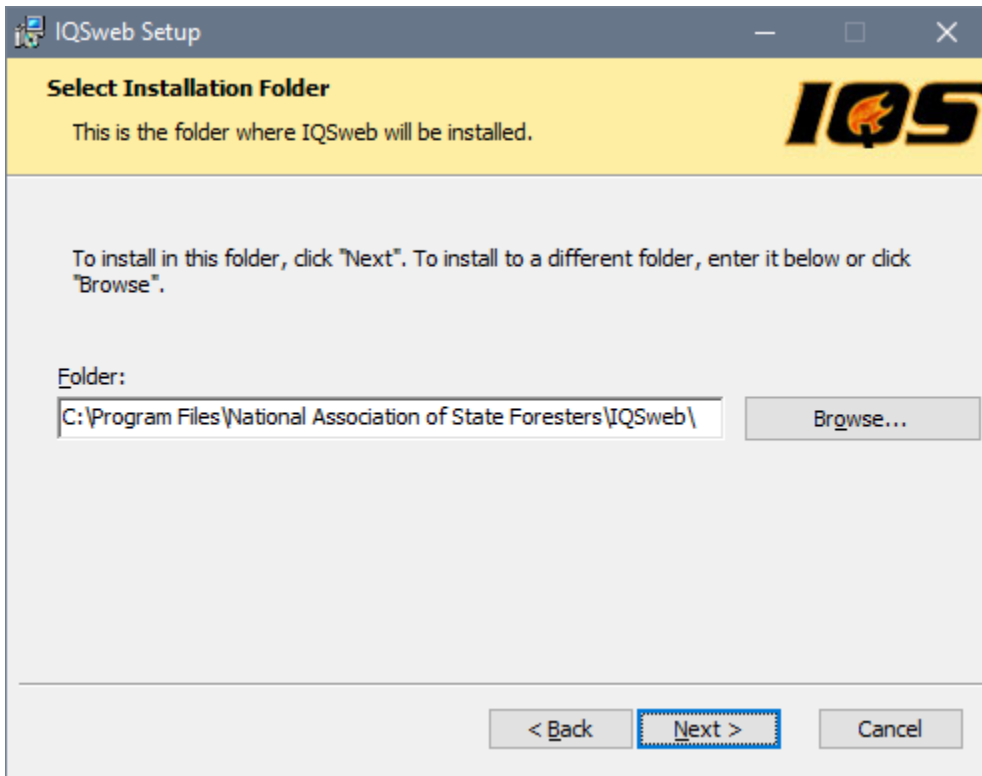 IQSweb Setup
Select Installation Folder
This is the folder where IQSweb will be installed.
IQS
To install in this folder, click "Next". To install to a different folder, enter it below or click
"Browse".
Folder:
C:\Program Files\National Association of State Foresters\IQSweb\
Browse...
< Back
Next >
Cancel